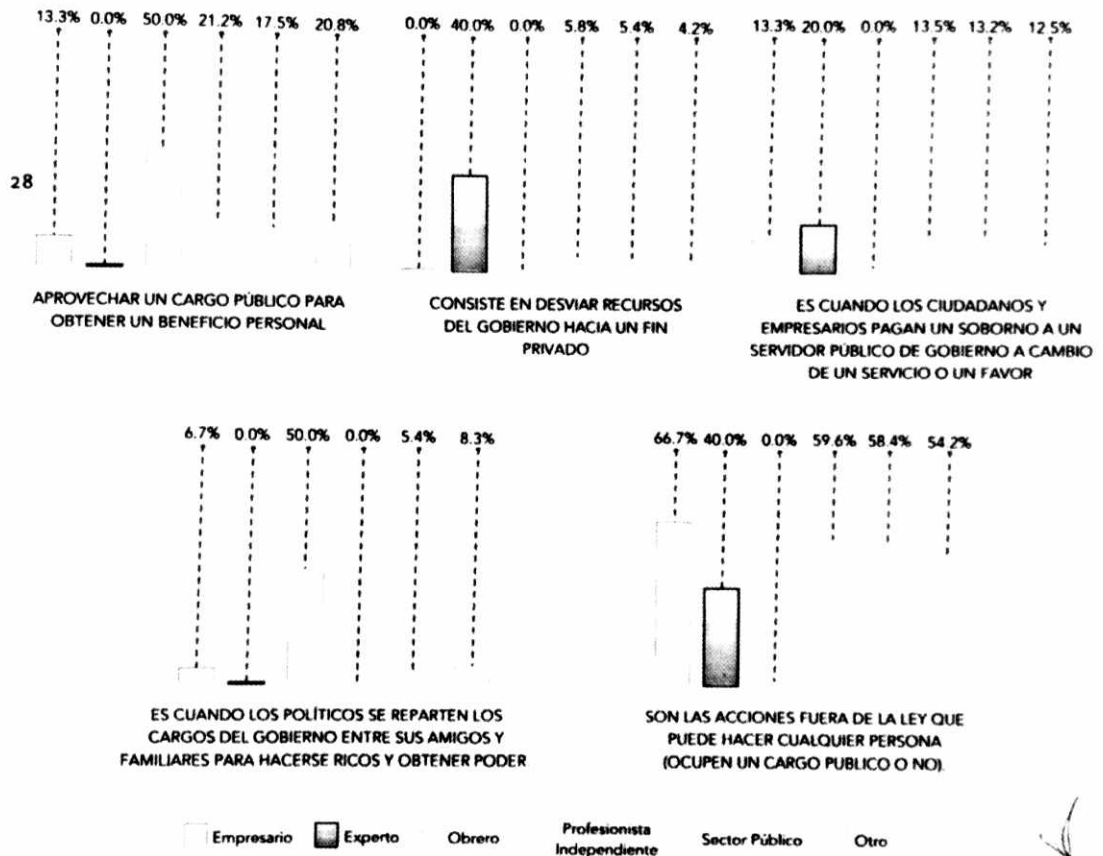 13.3% 0.0% 50.0% 21.2% 17.5% 20.8%
0.0% 40.0% 0.0% 5.8% 5.4% 4.2%
13.3% 20.0% 0.0% 13.5% 13.2% 12.5%
28
APROVECHAR UN CARGO PÚBLICO PARA
OBTENER UN BENEFICIO PERSONAL
CONSISTE EN DESVIAR RECURSOS
DEL GOBIERNO HACIA UN FIN
PRIVADO
ES CUANDO LOS CIUDADANOS Y
EMPRESARIOS PAGAN UN SOBORNO A UN
SERVIDOR PÚBLICO DE GOBIERNO A CAMBIO
DE UN SERVICIO O UN FAVOR
6.7% 0.0% 50.0% 0.0% 5.4% 8.3%
66.7% 40.0% 0.0% 59.6% 58.4% 54.2%
ES CUANDO LOS POLÍTICOS SE REPARTEN LOS
CARGOS DEL GOBIERNO ENTRE SUS AMIGOS Y
FAMILIARES PARA HACERSE RICOS Y OBTENER PODER
SON LAS ACCIONES FUERA DE LA LEY QUE
PUEDE HACER CUALQUIER PERSONA
(OCUPEN UN CARGO PUBLICO O NO).
Empresario Experto Obrero Profesionista
Independiente Sector Público Otro